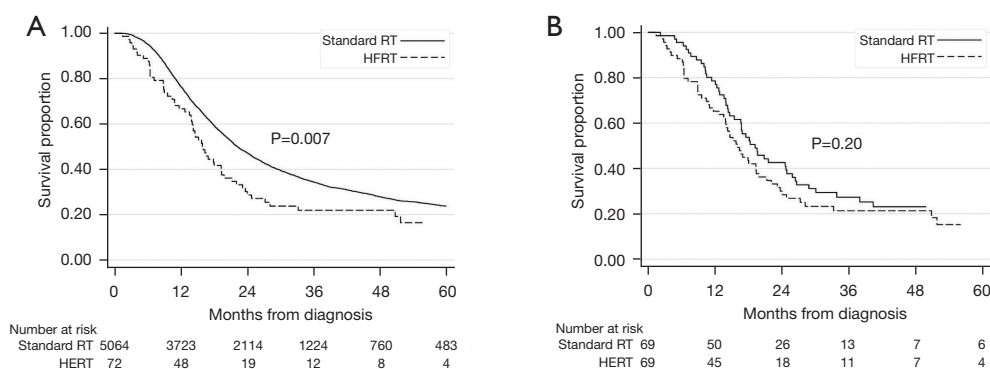 A
1.00
0.80
0.60
0.40
0.20
0.00
Survival proportion
Standard RT
HFRT
P=0.007
0 12 24 36 48 60
Months from diagnosis
Number at risk
Standard RT 5064 3723 2114 1224 760 483
HERT 72 48 19 12 8 4
B
1.00
0.80
0.60
0.40
0.20
0.00
Survival proportion
Standard RT
HFRT
P=0.20
0 12 24 36 48 60
Months from diagnosis
Number at risk
Standard RT 69 50 26 13 7 6
HERT 69 45 18 11 7 4